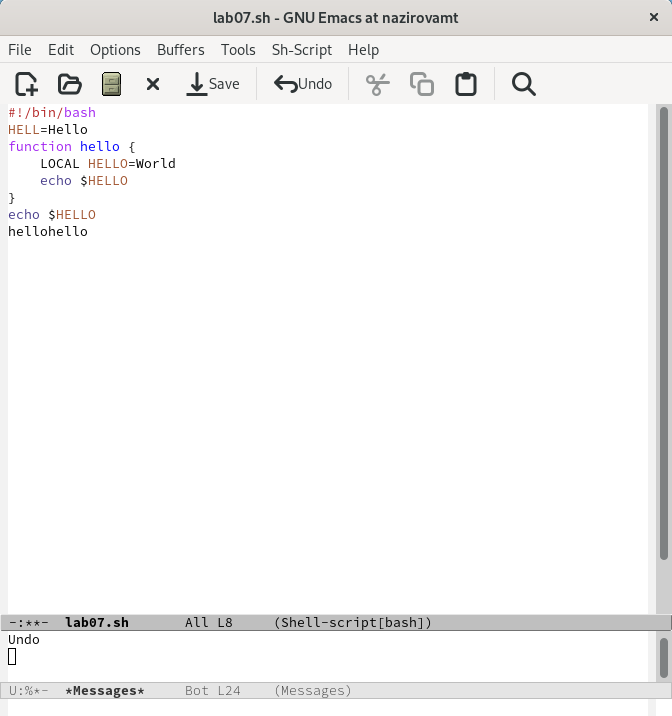 lab07.sh - GNU Emacs at nazirovamt
File Edit Options Buffers Tools Sh-Script Help
Save Undo
#!/bin/bash
HELL=Hello
function hello {
    LOCAL HELLO=World
    echo $HELLO
}
echo $HELLO
hellohello
-:**- lab07.sh All L8 (Shell-script[bash])
Undo
U:%*- *Messages* Bot L24 (Messages)